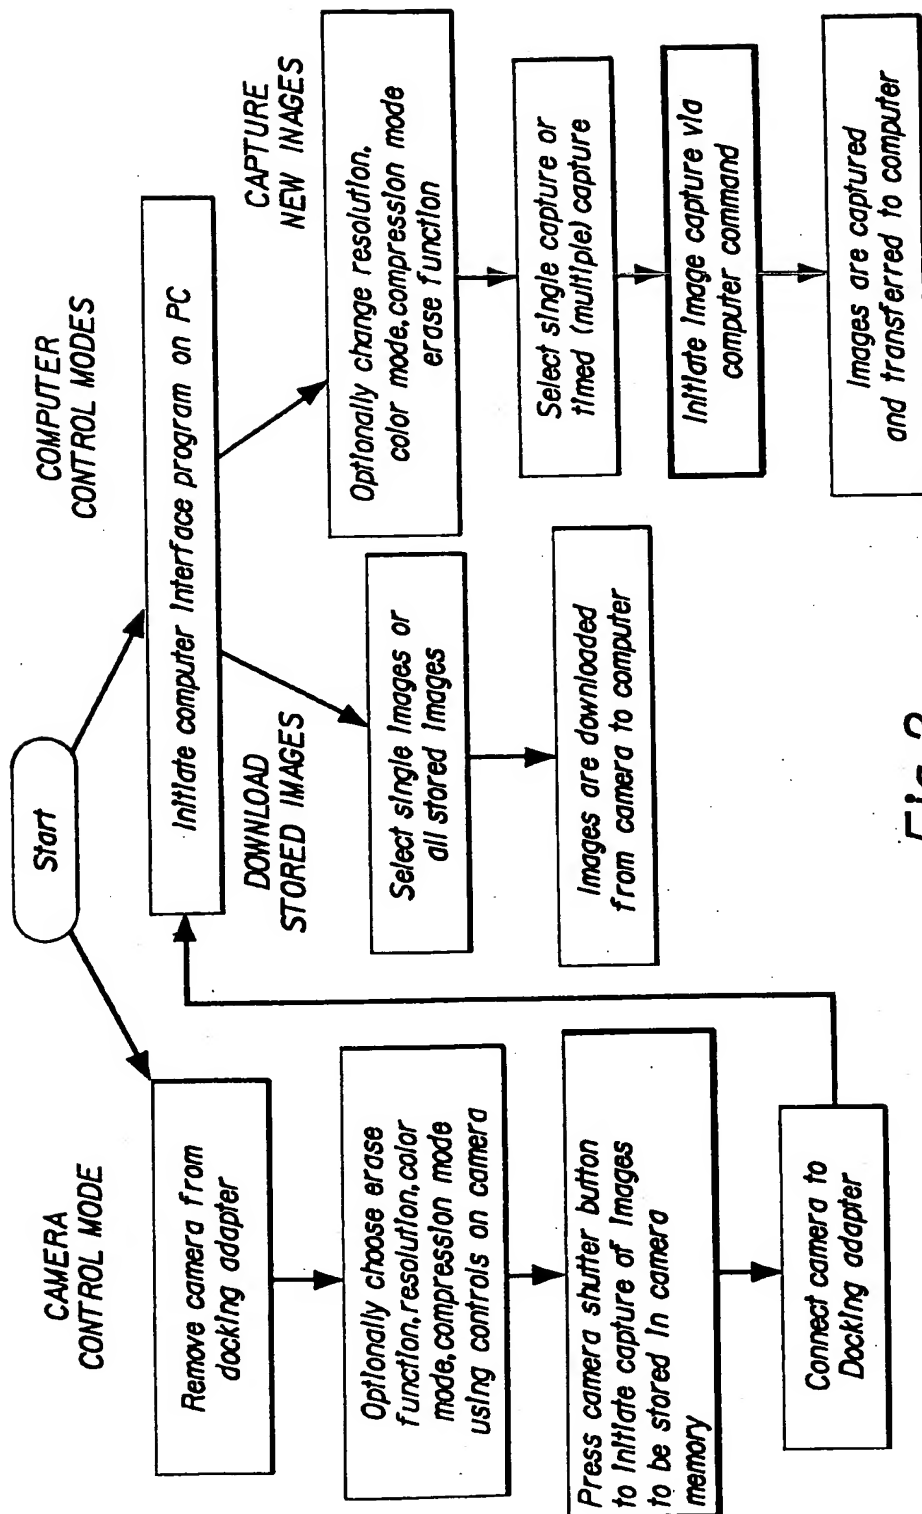 Start
CAMERA
CONTROL MODE
Remove camera from
docking adapter
Optionally choose erase
function,resolution,color
mode,compression mode
using controls on camera
Press camera shutter button
to initiate capture of images
to be stored in camera
memory
Connect camera to
Docking adapter
COMPUTER
CONTROL MODES
Initiate computer interface program on PC
DOWNLOAD
STORED IMAGES
Select single images or
all stored images
Images are downloaded
from camera to computer
CAPTURE
NEW IMAGES
Optionally change resolution,
color mode,compression mode
erase function
Select single capture or
timed (multiple) capture
Initiate image capture via
computer command
Images are captured
and transferred to computer
Fig.2